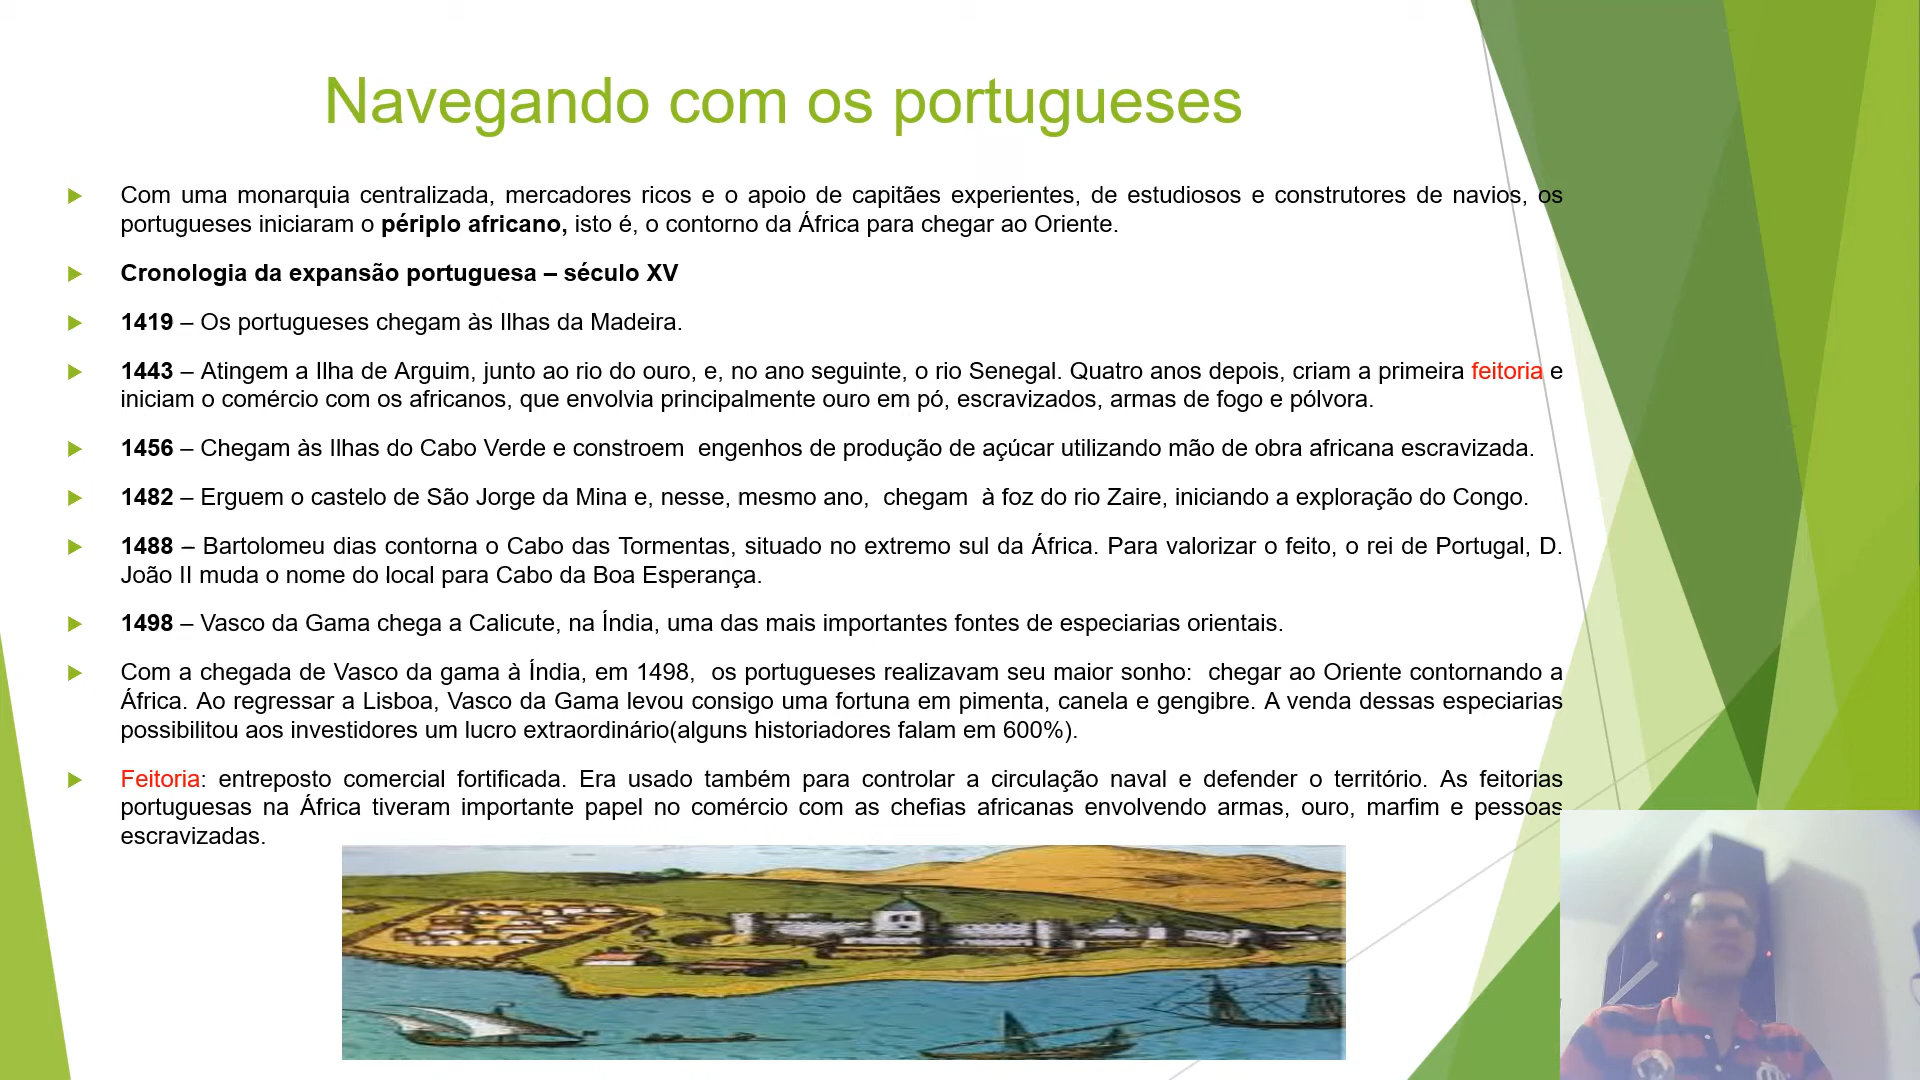 Navegando com os portugueses
Com uma monarquia centralizada, mercadores ricos e o apoio de capitães experientes, de estudiosos e construtores de navios, os
portugueses iniciaram o périplo africano, isto é, o contorno da África para chegar ao Oriente.
Cronologia da expansão portuguesa – século XV
1419 – Os portugueses chegam às Ilhas da Madeira.
1443 – Atingem a Ilha de Arguim, junto ao rio do ouro, e, no ano seguinte, o rio Senegal. Quatro anos depois, criam a primeira feitoria e
iniciam o comércio com os africanos, que envolvia principalmente ouro em pó, escravizados, armas de fogo e pólvora.
1456 – Chegam às Ilhas do Cabo Verde e constroem  engenhos de produção de açúcar utilizando mão de obra africana escravizada.
1482 – Erguem o castelo de São Jorge da Mina e, nesse, mesmo ano,  chegam  à foz do rio Zaire, iniciando a exploração do Congo.
1488 – Bartolomeu dias contorna o Cabo das Tormentas, situado no extremo sul da África. Para valorizar o feito, o rei de Portugal, D.
João II muda o nome do local para Cabo da Boa Esperança.
1498 – Vasco da Gama chega a Calicute, na Índia, uma das mais importantes fontes de especiarias orientais.
Com a chegada de Vasco da gama à Índia, em 1498,  os portugueses realizavam seu maior sonho:  chegar ao Oriente contornando a
África. Ao regressar a Lisboa, Vasco da Gama levou consigo uma fortuna em pimenta, canela e gengibre. A venda dessas especiarias
possibilitou aos investidores um lucro extraordinário(alguns historiadores falam em 600%).
Feitoria: entreposto comercial fortificada. Era usado também para controlar a circulação naval e defender o território. As feitorias
portuguesas na África tiveram importante papel no comércio com as chefias africanas envolvendo armas, ouro, marfim e pessoas
escravizadas.